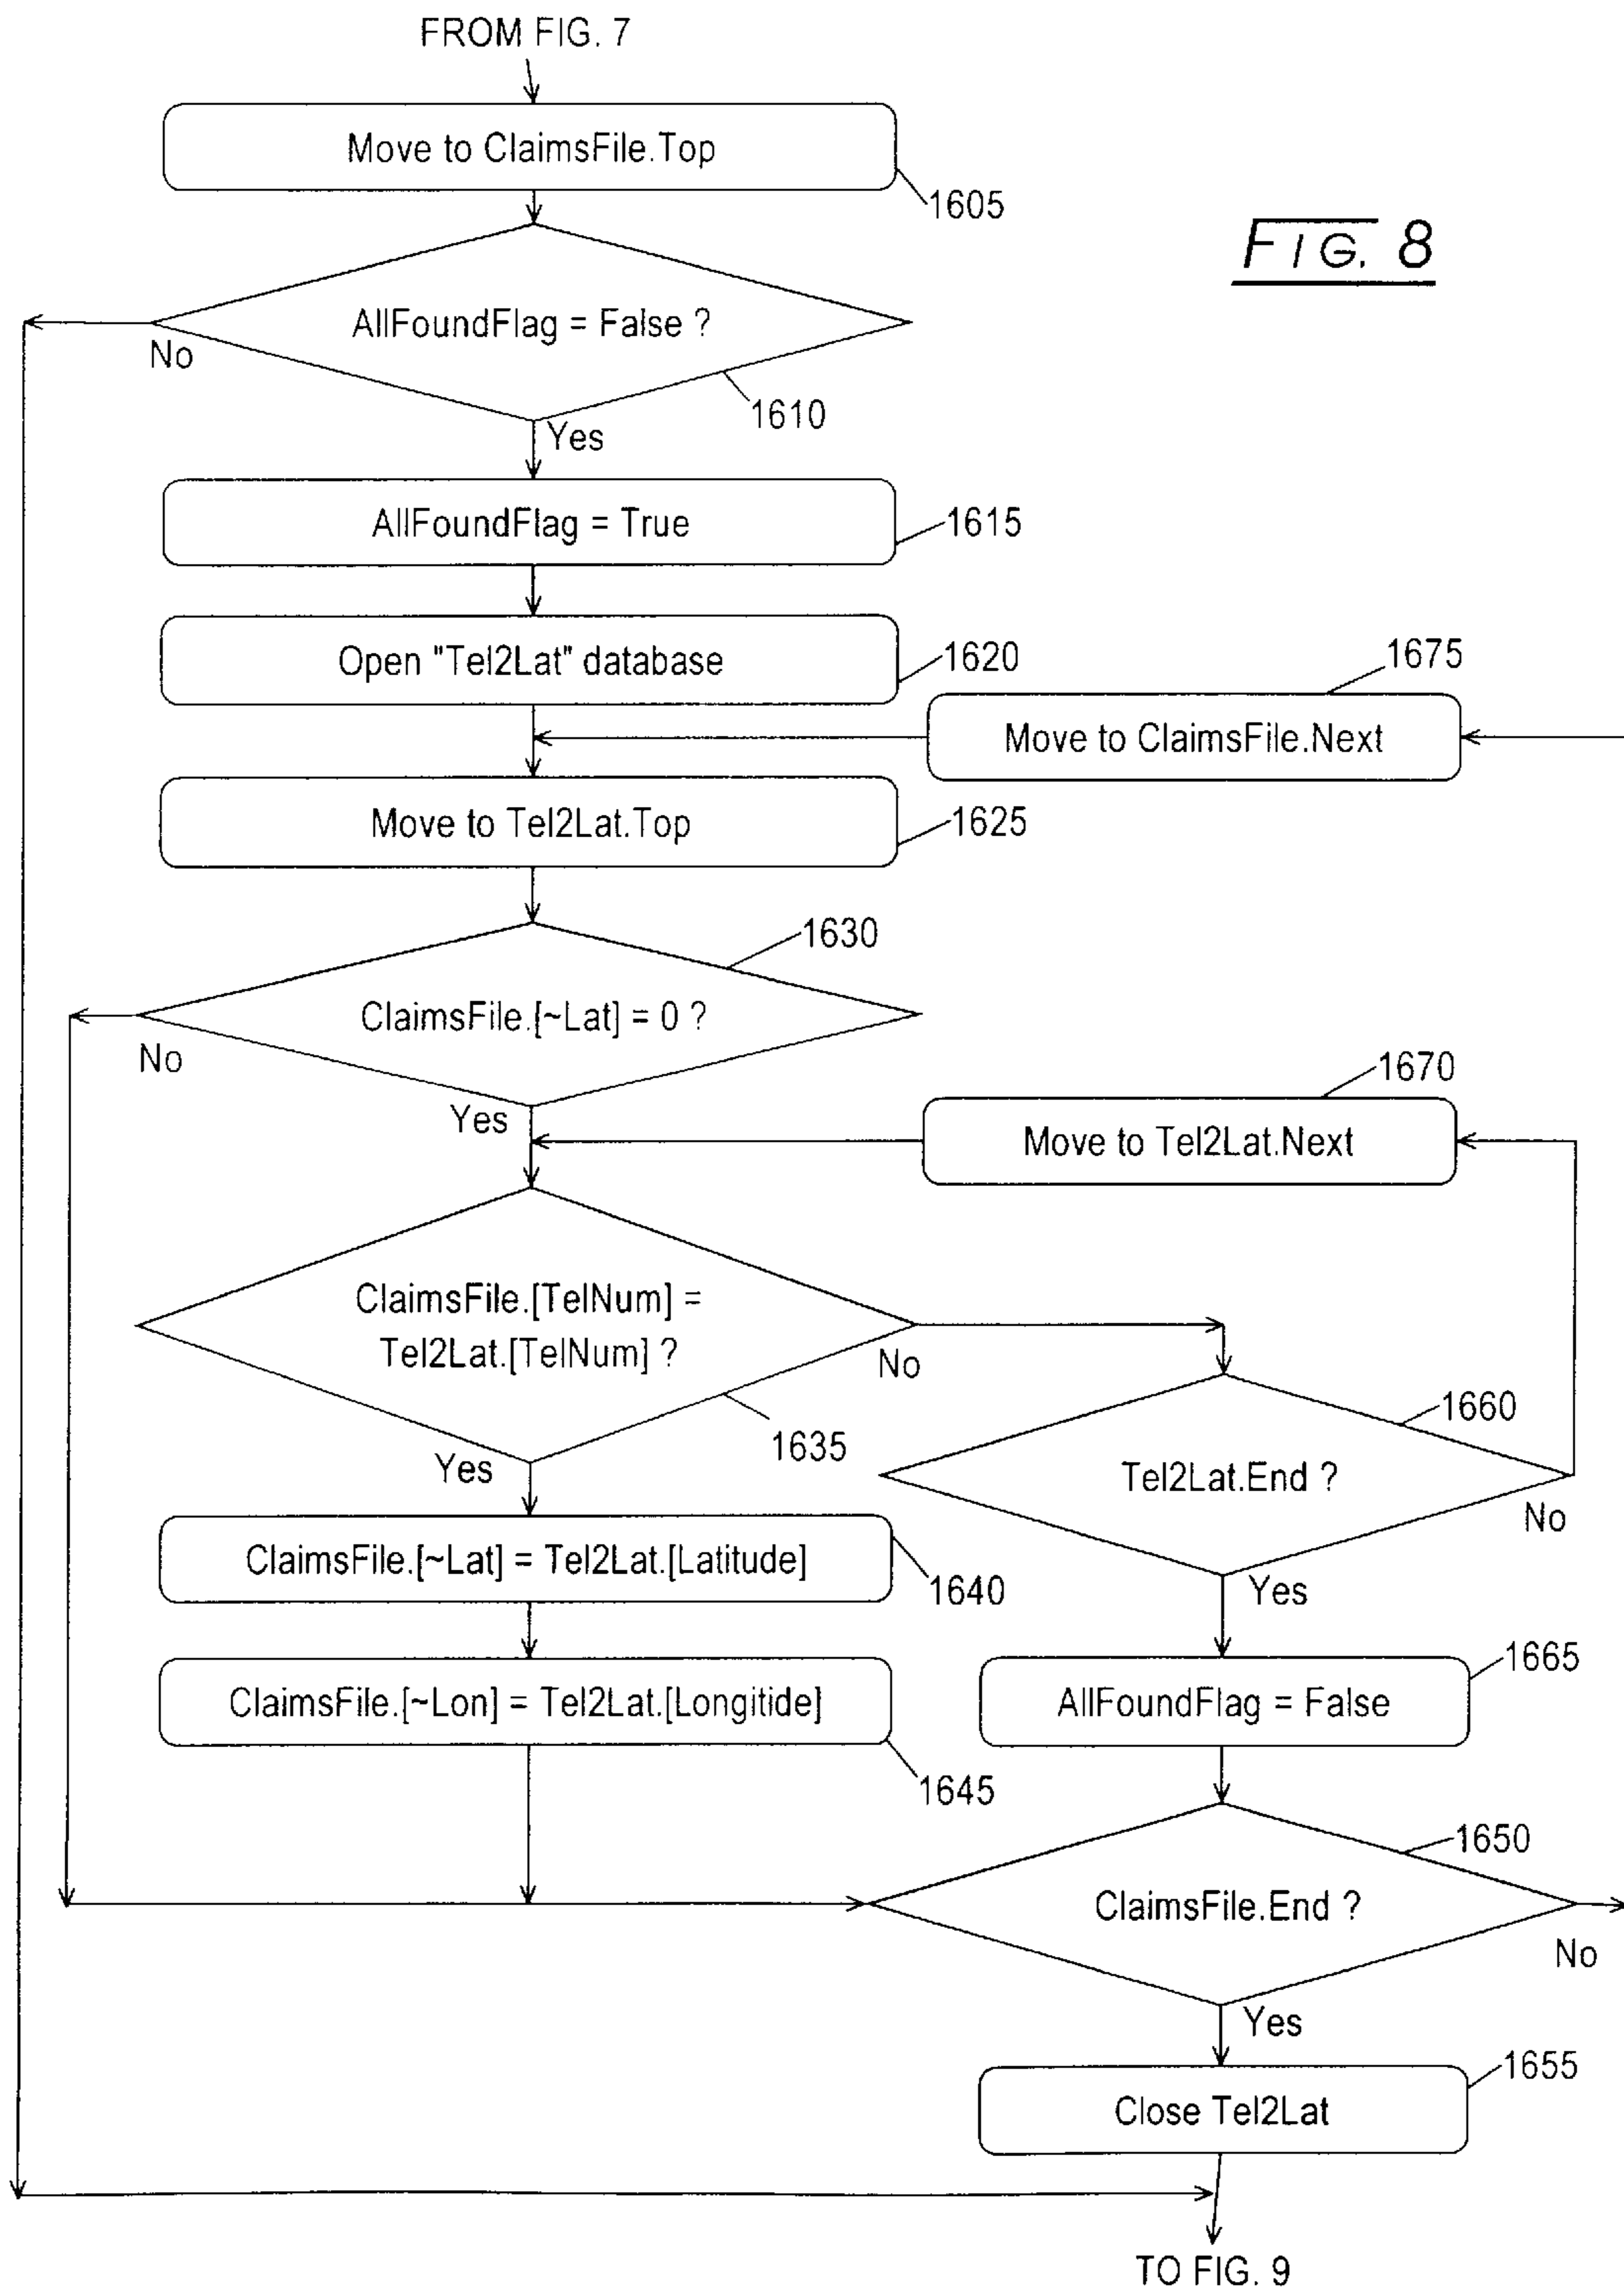 FROM FIG. 7
Move to ClaimsFile.Top
1605
FIG. 8
AllFoundFlag = False ?
No
1610
Yes
AllFoundFlag = True
1615
Open "Tel2Lat" database
1620
1675
Move to ClaimsFile.Next
Move to Tel2Lat.Top
1625
1630
ClaimsFile.[~Lat] = 0 ?
No
Yes
1670
Move to Tel2Lat.Next
ClaimsFile.[TelNum] =
Tel2Lat.[TelNum] ?
No
1635
Yes
1660
Tel2Lat.End ?
No
Yes
ClaimsFile.[~Lat] = Tel2Lat.[Latitude]
1640
ClaimsFile.[~Lon] = Tel2Lat.[Longitide]
1645
1665
AllFoundFlag = False
1650
ClaimsFile.End ?
No
Yes
1655
Close Tel2Lat
TO FIG. 9